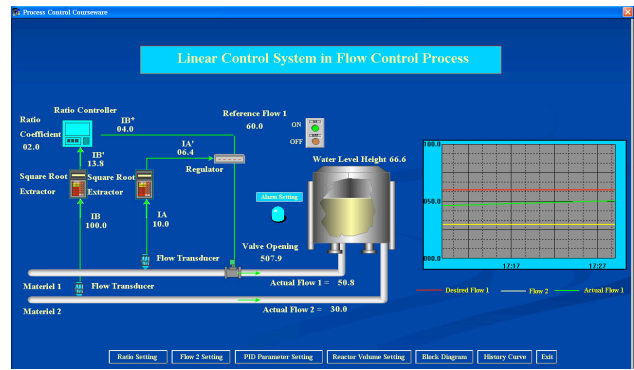 Process Control Courseware
Linear Control System in Flow Control Process
Ratio Controller
Ratio
Coefficient
02.0
IB*
04.0
Reference Flow 1
60.0
ON
OFF
IB'
13.8
IA'
06.4
Regulator
Water Level Height 66.6
Square Root
Extractor
Square Root
Extractor
Alarm Setting
IB
100.0
IA
10.0
Valve Opening
507.9
Flow Transducer
Flow Transducer
Materiel 1
Actual Flow 1 = 50.8
Materiel 2
Actual Flow 2 = 30.0
100.0
050.0
000.0
17:17
17:27
Desired Flow 1
Flow 2
Actual Flow 1
Ratio Setting
Flow 2 Setting
PID Parameter Setting
Reactor Volume Setting
Block Diagram
History Curve
Exit